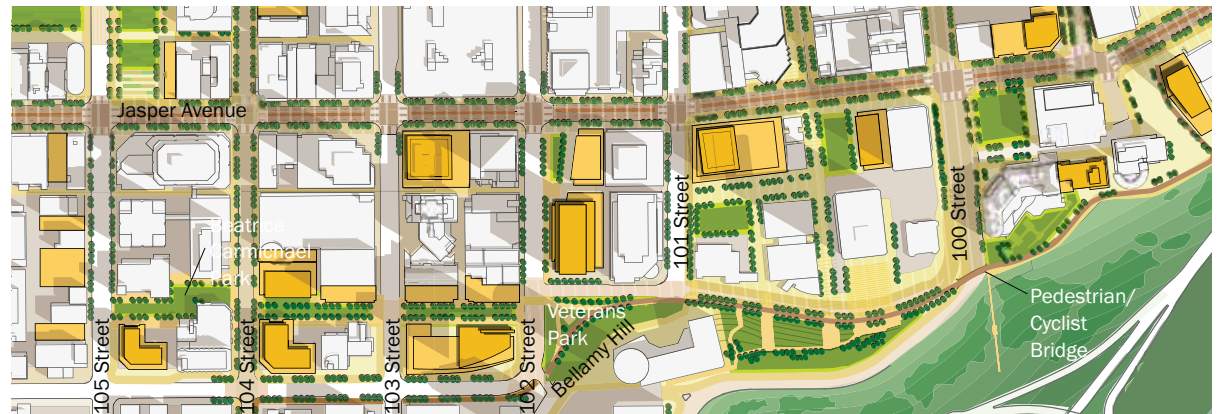 Jasper Avenue
Beatrice
Carmichael
Park
101 Street
100 Street
Pedestrian/
Cyclist
Bridge
Veterans
Park
Bellamy Hill
105 Street
104 Street
103 Street
102 Street